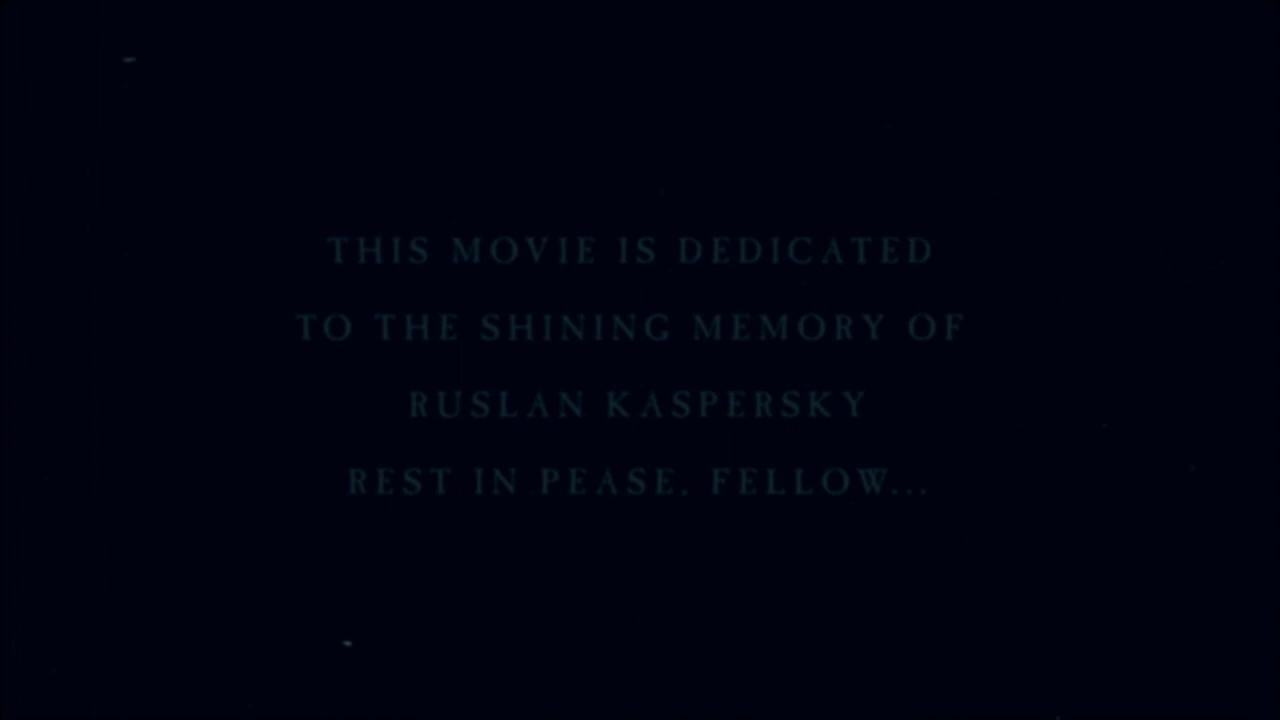 THIS MOVIE IS DEDICATED
TO THE SHINING MEMORY OF
RUSLAN KASPERSKY
REST IN PEASE, FELLOW...